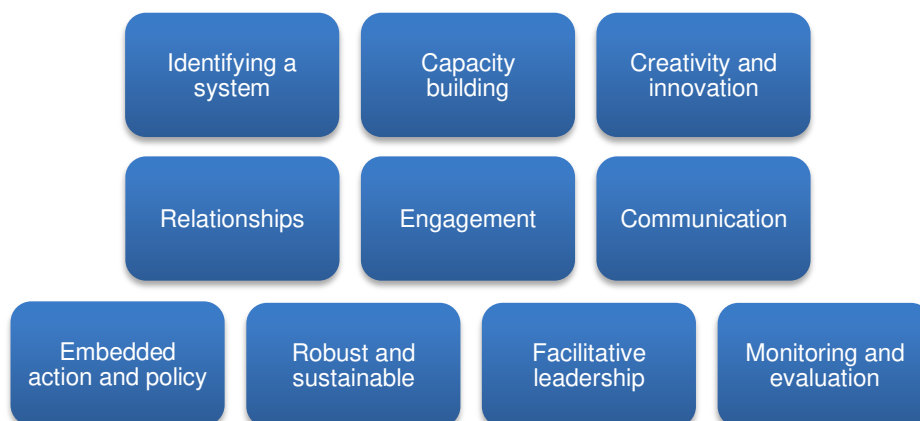 Identifying a
system
Capacity
building
Creativity and
innovation
Relationships
Engagement
Communication
Embedded
action and policy
Robust and
sustainable
Facilitative
leadership
Monitoring and
evaluation